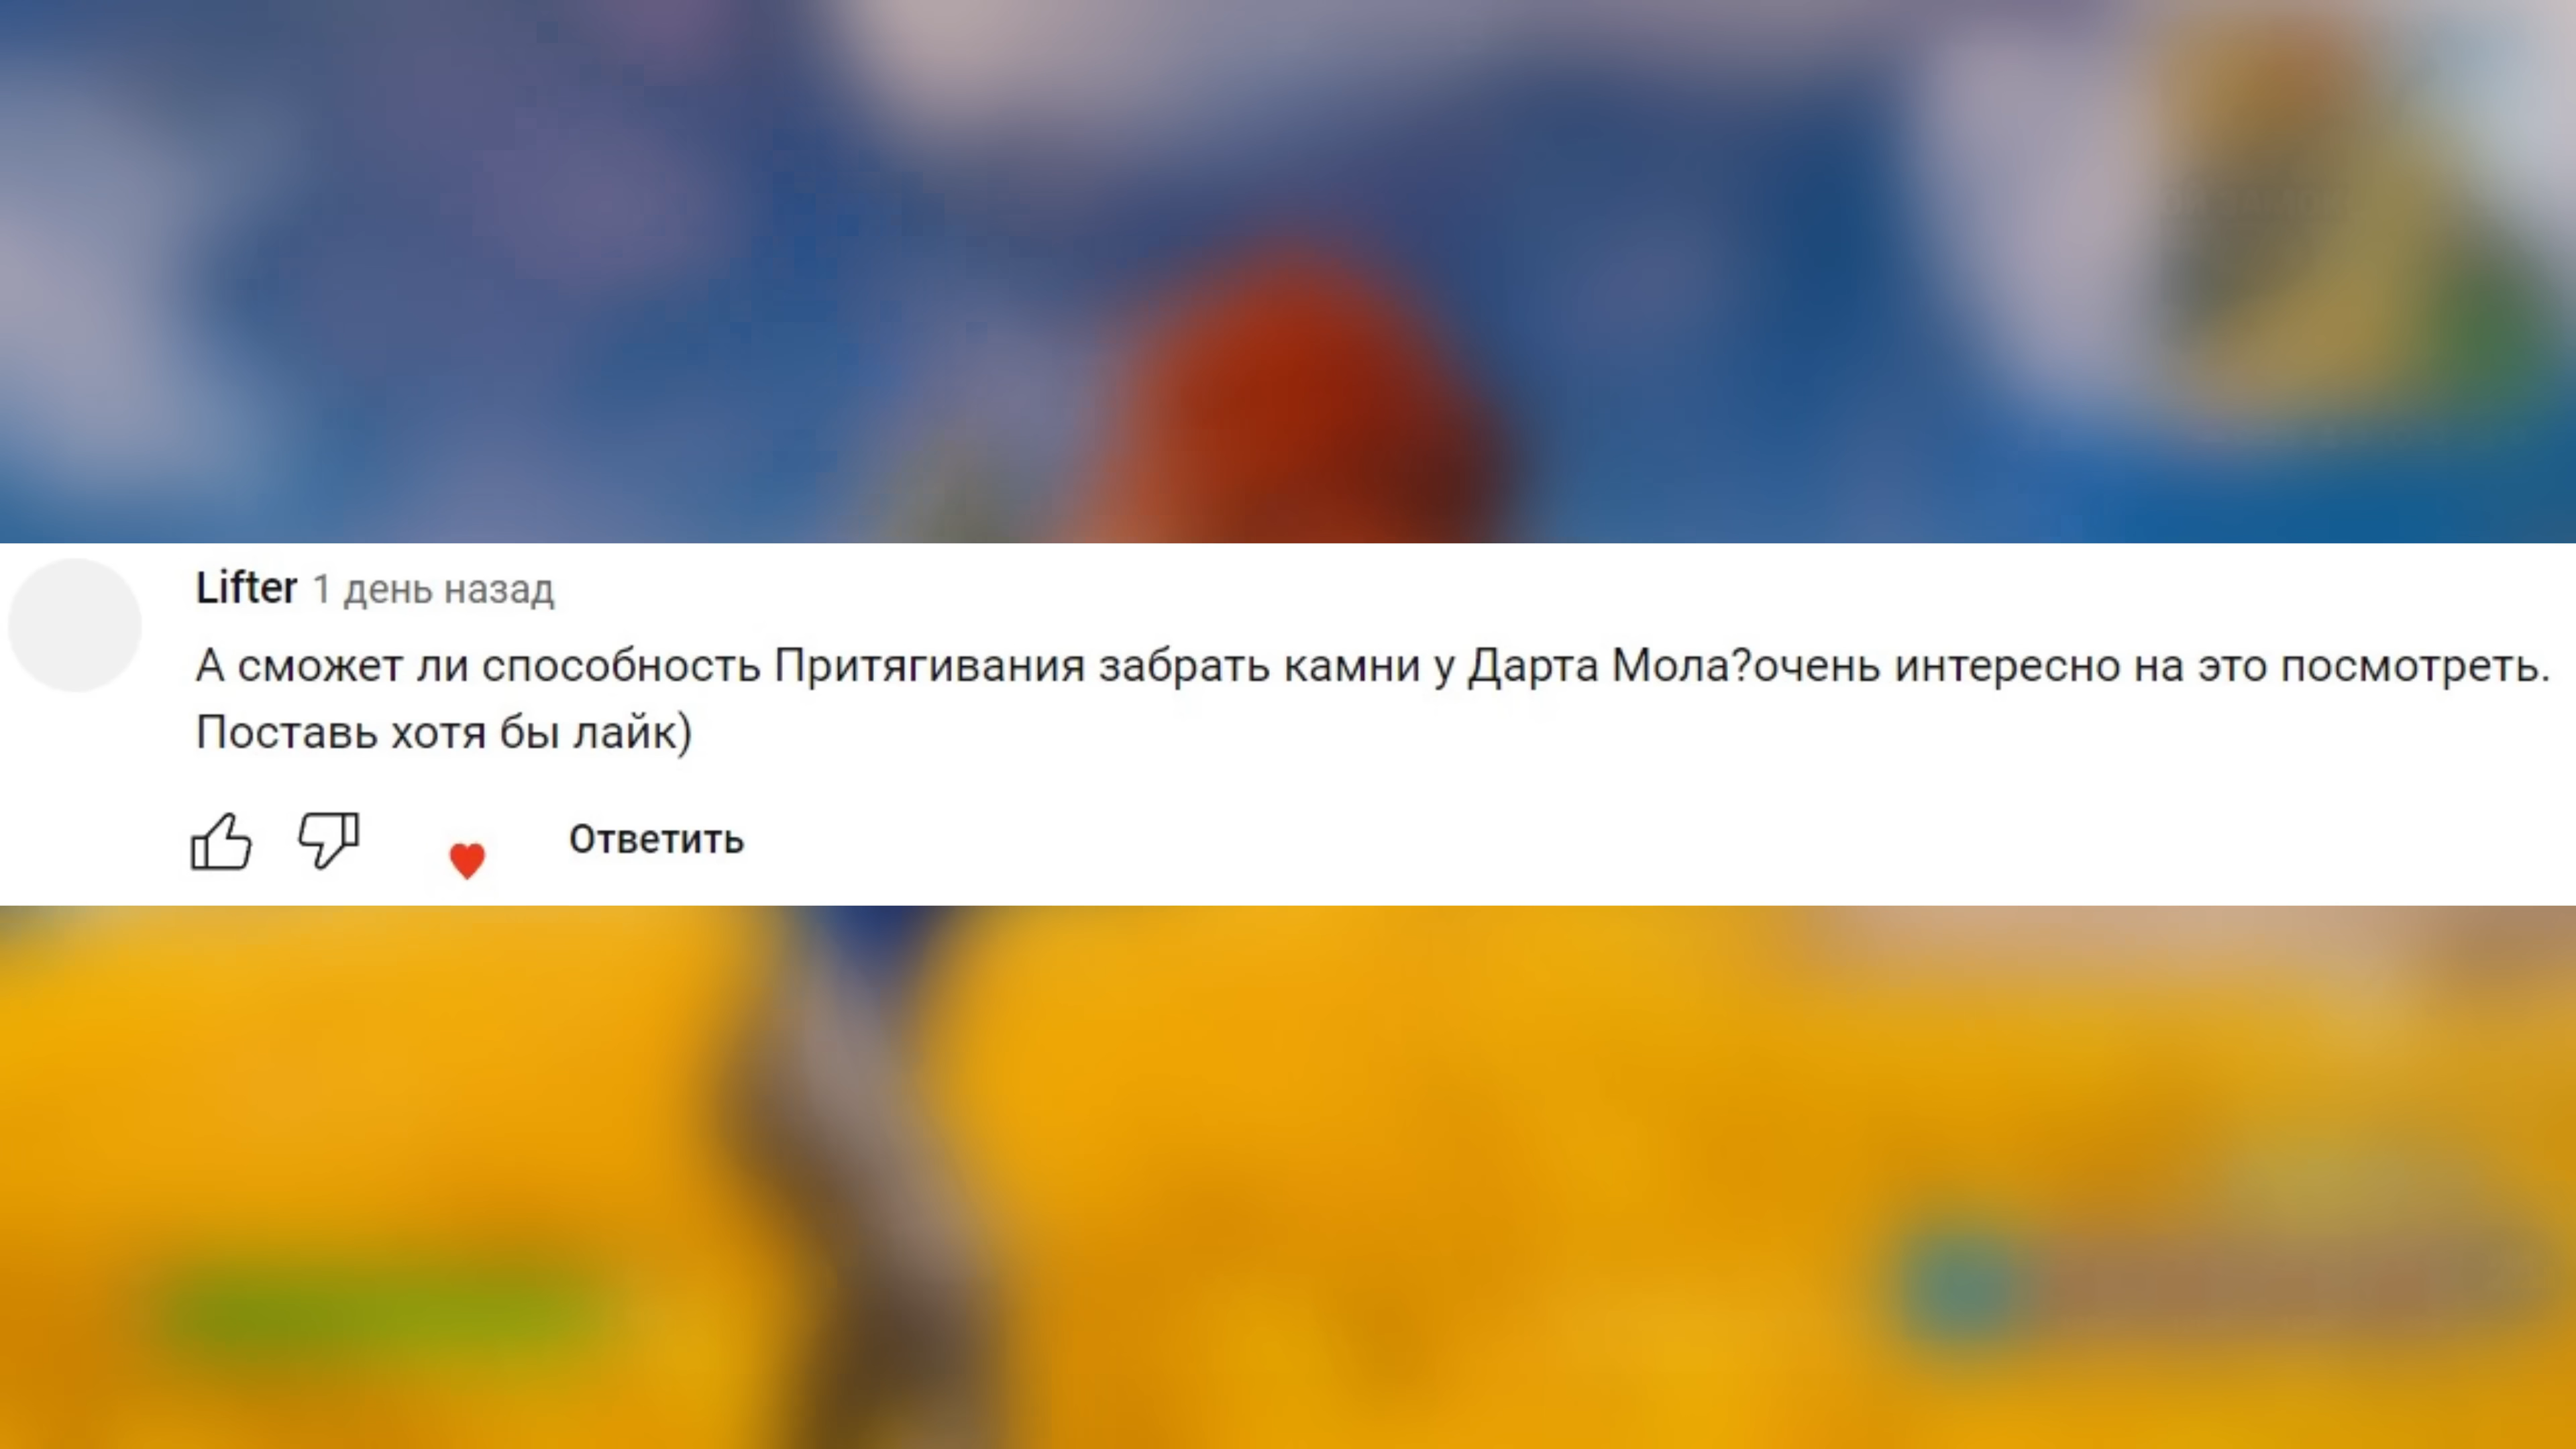 Lifter 1 день назад
А сможет ли способность Притягивания забрать камни у Дарта Мола?очень интересно на это посмотреть.
Поставь хотя бы лайк)
Ответить